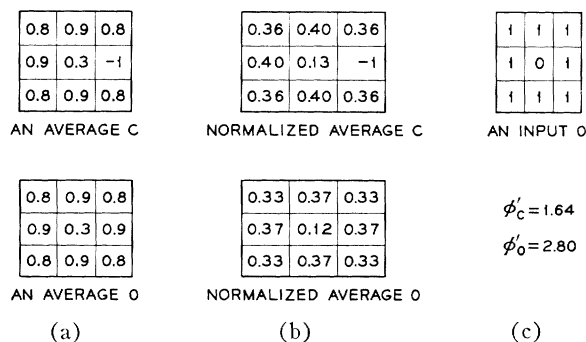 0.8 0.9 0.8
0.9 0.3 -1
0.8 0.9 0.8
AN AVERAGE C
0.36 0.40 0.36
0.40 0.13 -1
0.36 0.40 0.36
NORMALIZED AVERAGE C
1 1 1
1 0 1
1 1 1
AN INPUT O
0.8 0.9 0.8
0.9 0.3 0.9
0.8 0.9 0.8
AN AVERAGE O
0.33 0.37 0.33
0.37 0.12 0.37
0.33 0.37 0.33
NORMALIZED AVERAGE O
ϕ′C = 1.64
ϕ′O = 2.80
(a) (b) (c)